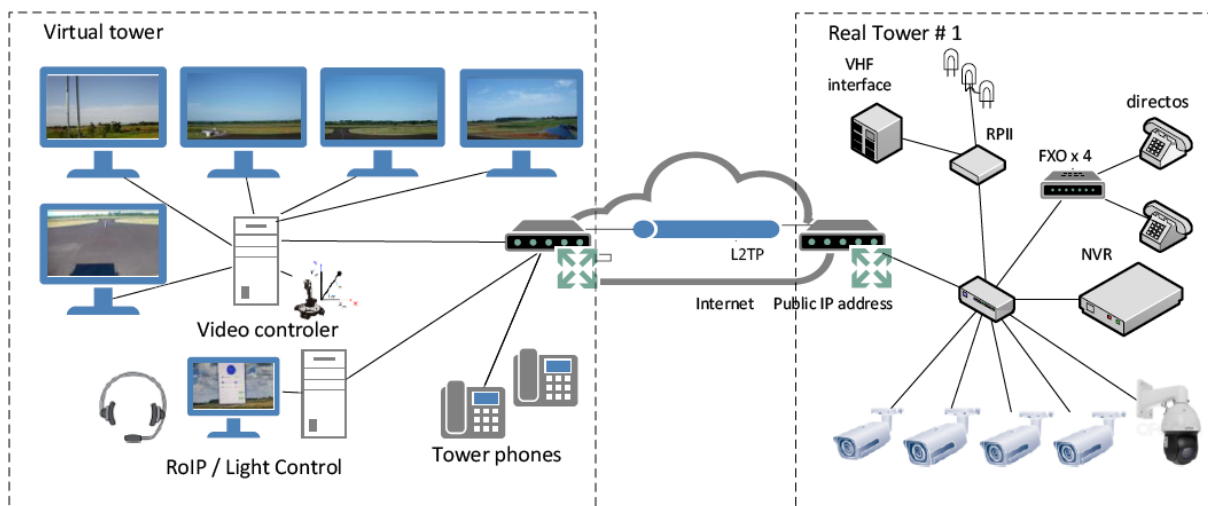 Virtual tower
Video controler
RoIP / Light Control
Tower phones
L2TP
Internet
Public IP address
Real Tower # 1
VHF
interface
RPII
directos
FXO x 4
NVR